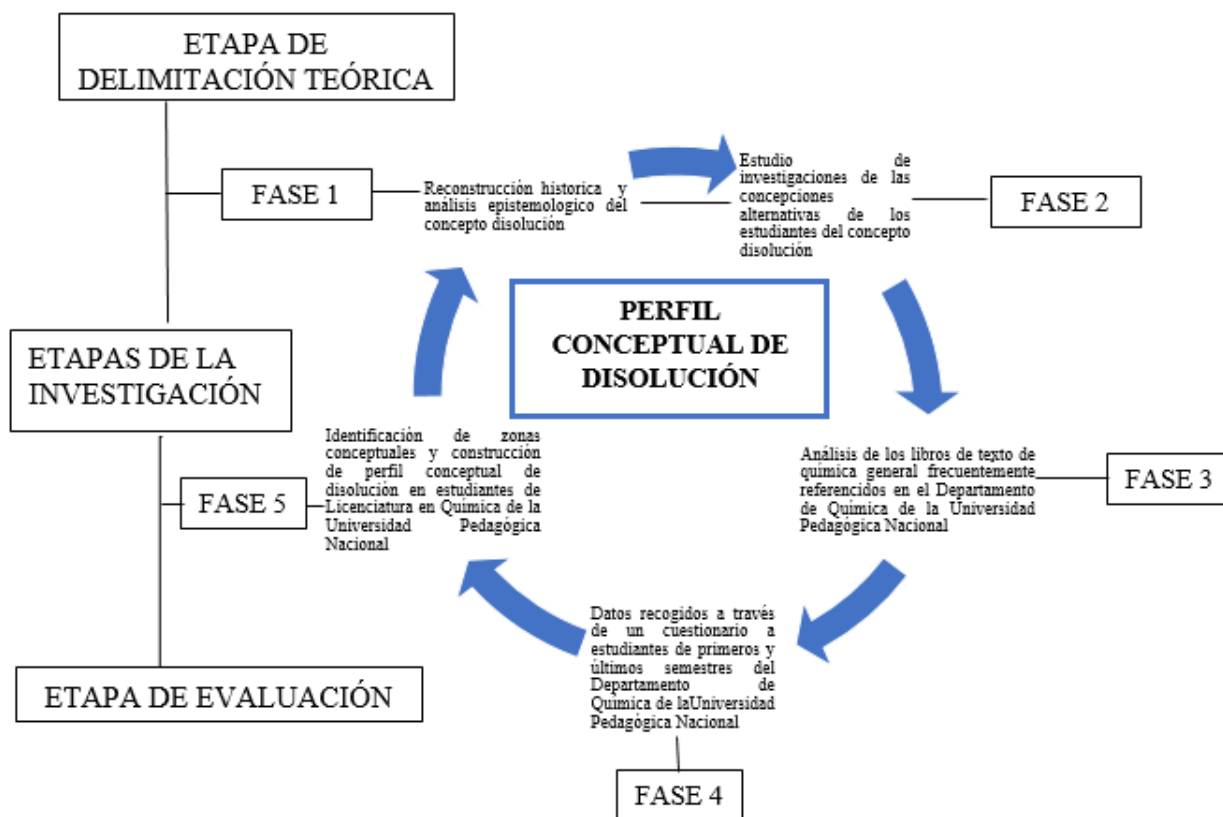 ETAPA DE
DELIMITACIÓN TEÓRICA
FASE 1
Reconstrucción historica y
análisis epistemologico del
concepto disolución
Estudio de
investigaciones de las
concepciones
alternativas de los
estudiantes del concepto
disolución
FASE 2
PERFIL
CONCEPTUAL DE
DISOLUCIÓN
ETAPAS DE LA
INVESTIGACIÓN
Análisis de los libros de texto de
química general frecuentemente
referencidos en el Departamento
de Química de la Universidad
Pedagógica Nacional
FASE 3
FASE 5
Identificación de zonas
conceptuales y construcción
de perfil conceptual de
disolución en estudiantes de
Licenciatura en Química de la
Universidad Pedagógica
Nacional
Datos recogidos a través
de un cuestionario a
estudiantes de primeros y
últimos semestres del
Departamento de
Química de laUniversidad
Pedagógica Nacional
ETAPA DE EVALUACIÓN
FASE 4